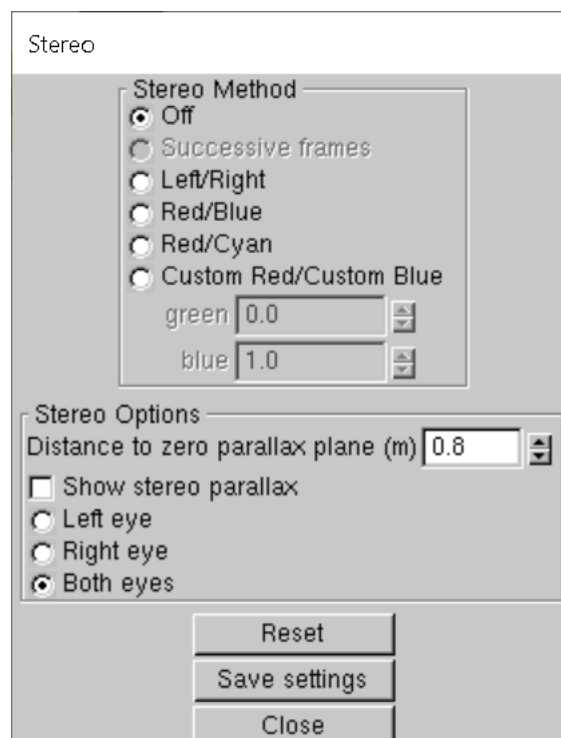 Stereo
Stereo Method
Off
Successive frames
Left/Right
Red/Blue
Red/Cyan
Custom Red/Custom Blue
green 0.0
blue 1.0
Stereo Options
Distance to zero parallax plane (m) 0.8
Show stereo parallax
Left eye
Right eye
Both eyes
Reset
Save settings
Close